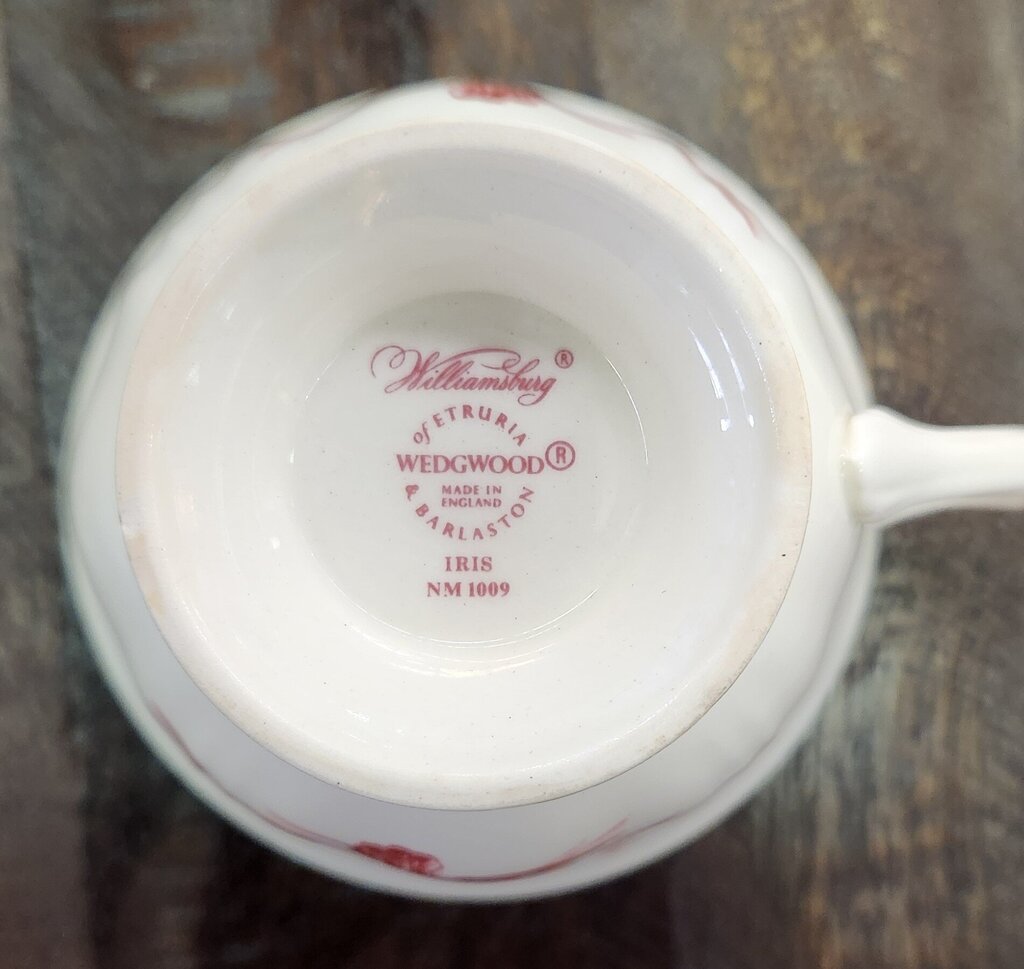 Williamsburg®
of ETRURIA
WEDGWOOD®
MADE IN
ENGLAND
& BARLASTON
IRIS
NM 1009